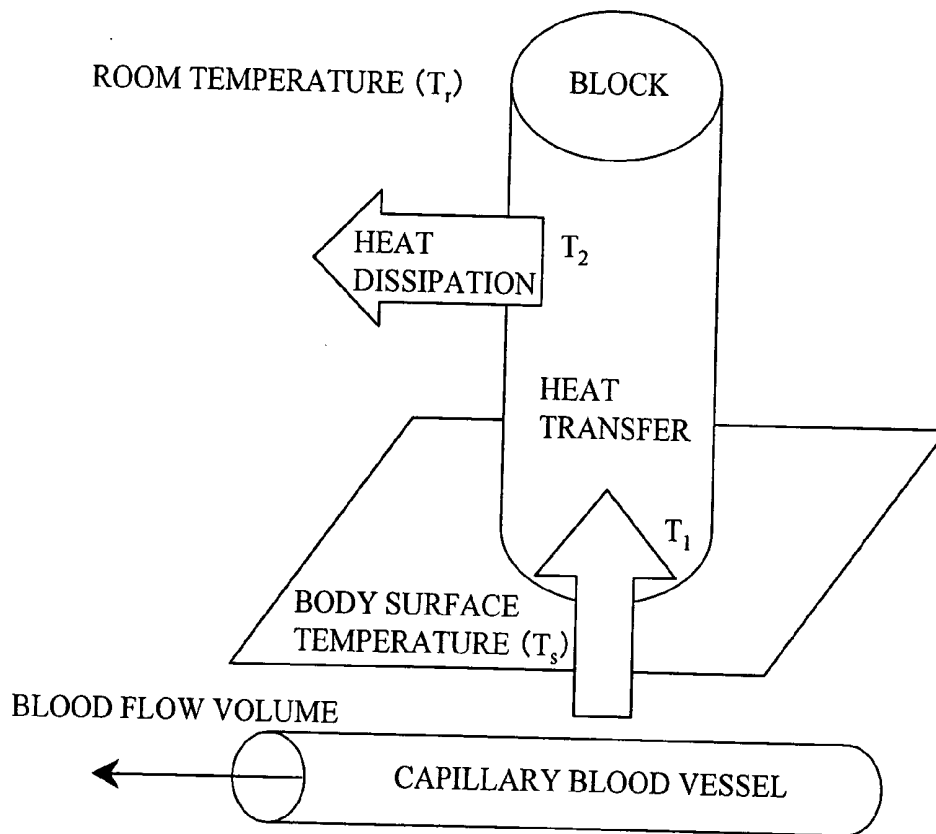 ROOM TEMPERATURE (Tr)
BLOCK
HEAT
DISSIPATION
T2
HEAT
TRANSFER
T1
BODY SURFACE
TEMPERATURE (Ts)
BLOOD FLOW VOLUME
CAPILLARY BLOOD VESSEL